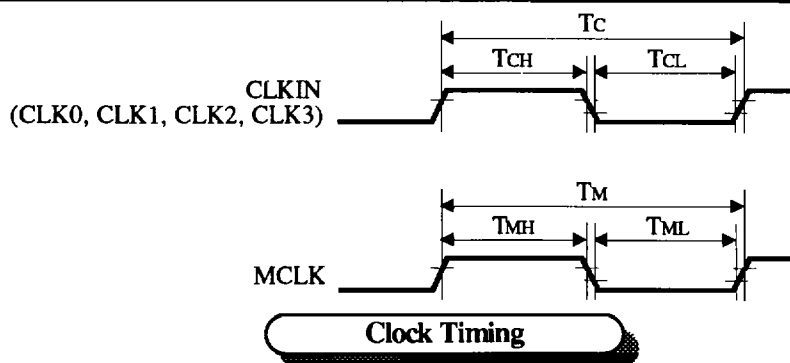 TC
TCH TCL
CLKIN
(CLK0, CLK1, CLK2, CLK3)
TM
TMH TML
MCLK
Clock Timing